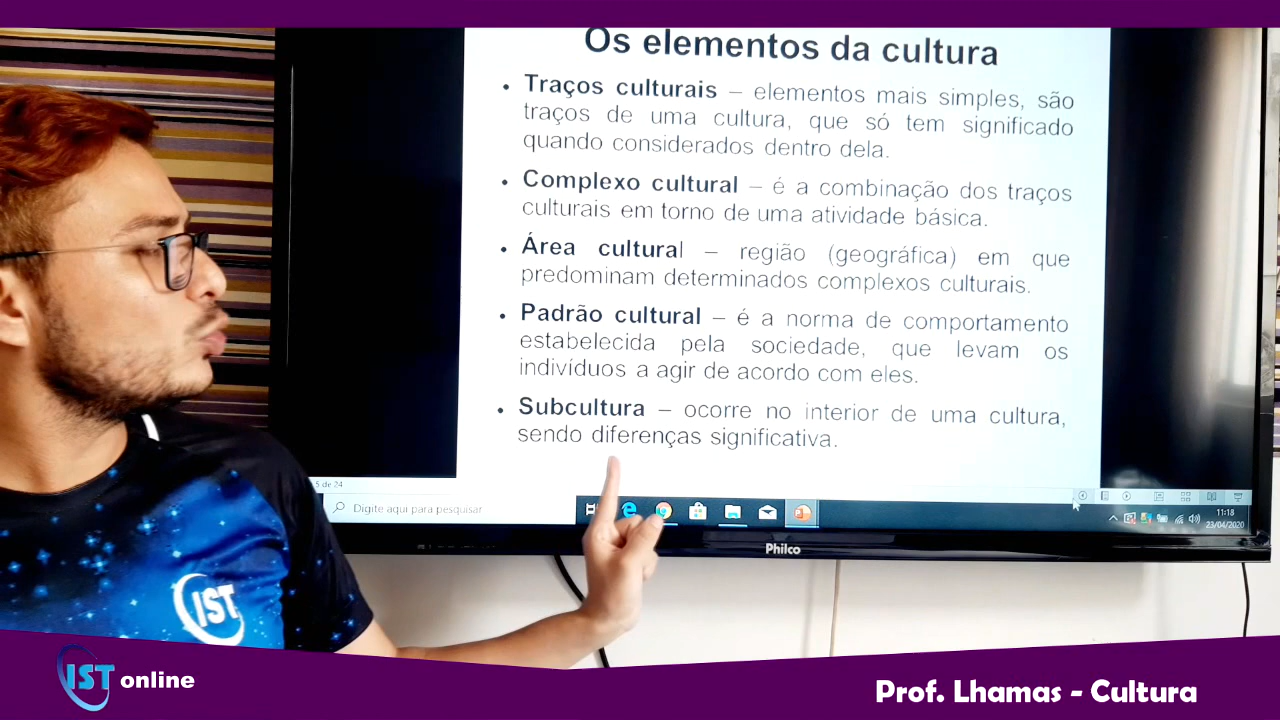 Os elementos da cultura
• Traços culturais – elementos mais simples, são
traços de uma cultura, que só tem significado
quando considerados dentro dela.
• Complexo cultural – é a combinação dos traços
culturais em torno de uma atividade básica.
• Área cultural – região (geográfica) em que
predominam determinados complexos culturais.
• Padrão cultural – é a norma de comportamento
estabelecida pela sociedade, que levam os
indivíduos a agir de acordo com eles.
• Subcultura – ocorre no interior de uma cultura,
sendo diferenças significativa.
5 de 24
Digite aqui para pesquisar
11:18
23/04/2020
Philco
IST
IST online
Prof. Lhamas - Cultura